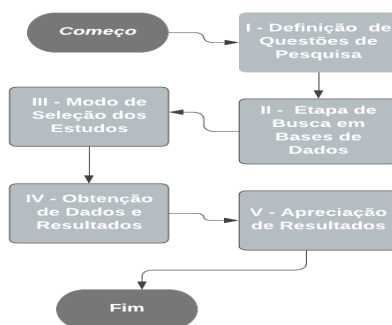 Começo
I - Definição de
Questões de
Pesquisa
II - Etapa de
Busca em
Bases de
Dados
III - Modo de
Seleção dos
Estudos
IV - Obtenção
de Dados e
Resultados
V - Apreciação
de Resultados
Fim